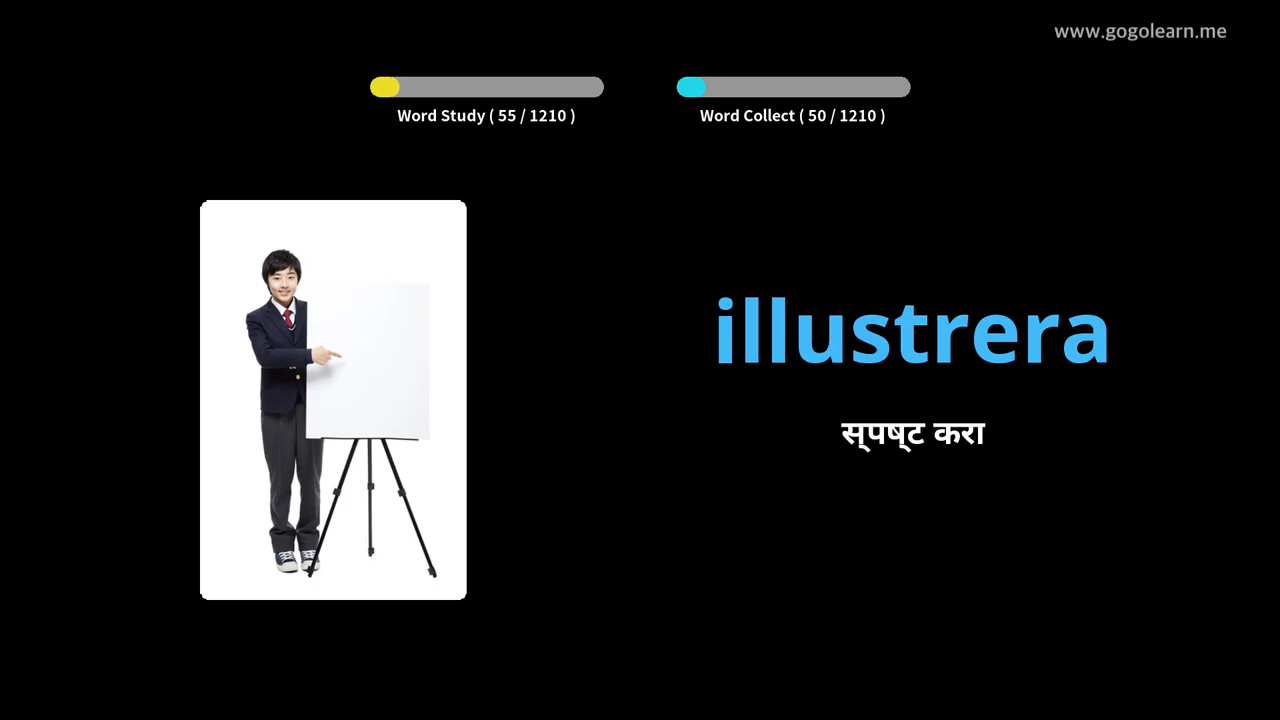 www.gogolearn.me
Word Study ( 55 / 1210 )
Word Collect ( 50 / 1210 )
illustrera
स्पष्ट करा